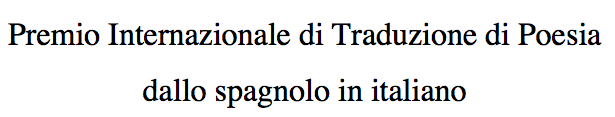 Premio Internazionale di Traduzione di Poesia
dallo spagnolo in italiano